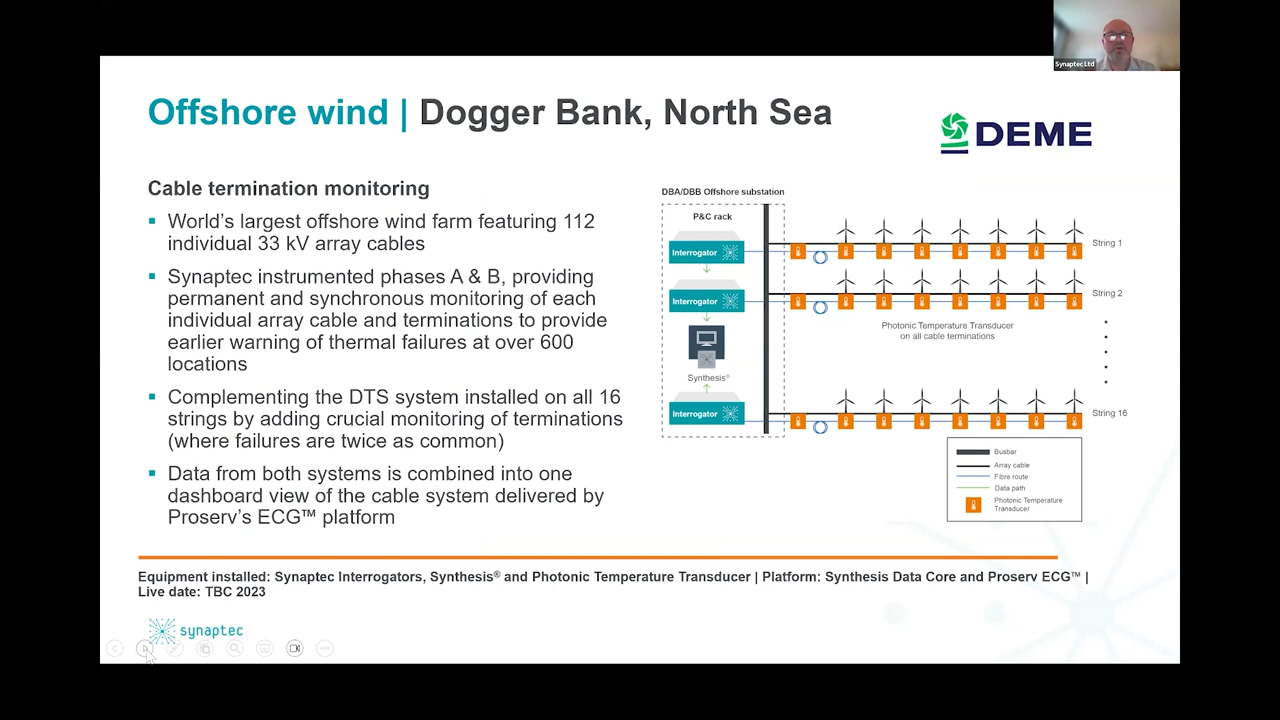 Synaptec Ltd
Offshore wind | Dogger Bank, North Sea
DEME
Cable termination monitoring
▪ World’s largest offshore wind farm featuring 112
individual 33 kV array cables
▪ Synaptec instrumented phases A & B, providing
permanent and synchronous monitoring of each
individual array cable and terminations to provide
earlier warning of thermal failures at over 600
locations
▪ Complementing the DTS system installed on all 16
strings by adding crucial monitoring of terminations
(where failures are twice as common)
▪ Data from both systems is combined into one
dashboard view of the cable system delivered by
Proserv’s ECG™ platform
DBA/DBB Offshore substation
P&C rack
Interrogator
String 1
Interrogator
String 2
Photonic Temperature Transducer
on all cable terminations
Synthesis®
Interrogator
String 16
Busbar
Array cable
Fibre route
Data path
Photonic Temperature
Transducer
Equipment installed: Synaptec Interrogators, Synthesis® and Photonic Temperature Transducer | Platform: Synthesis Data Core and Proserv ECG™ |
Live date: TBC 2023
synaptec